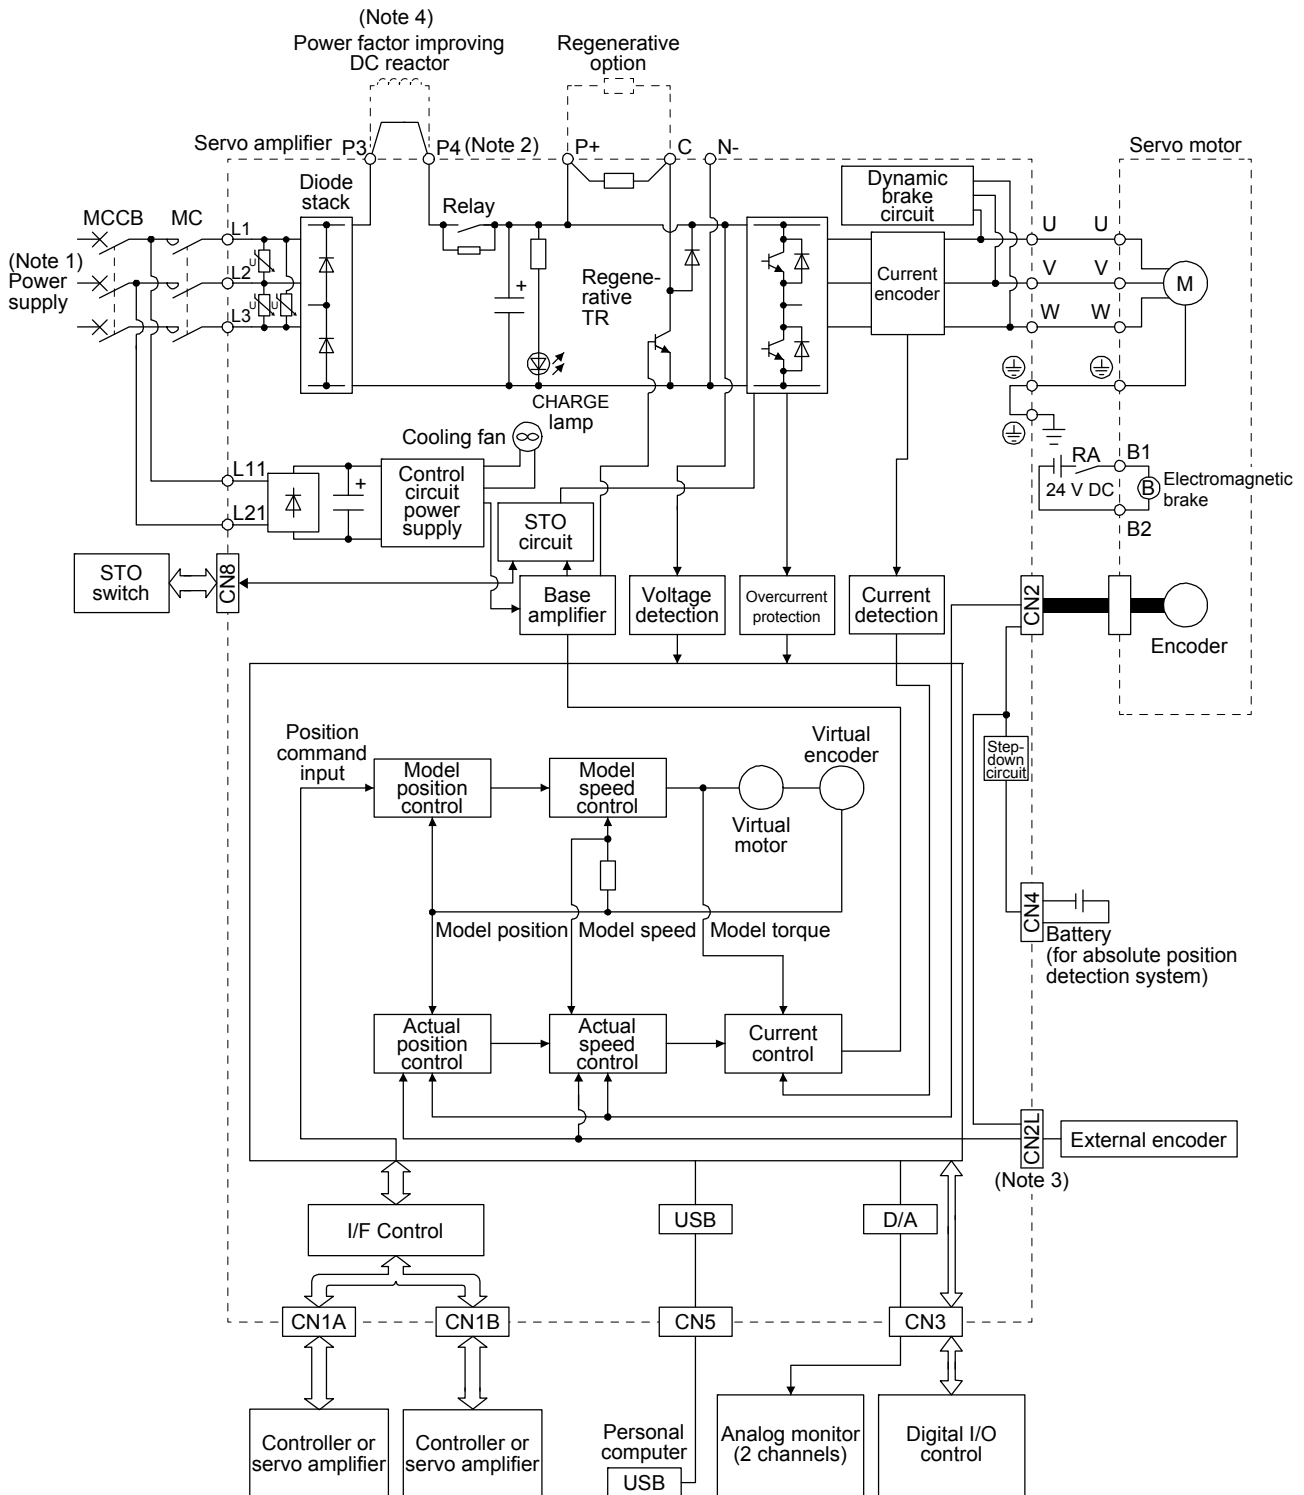 (Note 4)
Power factor improving
DC reactor
Regenerative
option
Servo amplifier
P3
P4 (Note 2)
P+
C
N-
Servo motor
Diode
stack
Relay
Dynamic
brake
circuit
MCCB
MC
L1
L2
L3
(Note 1)
Power
supply
U
U
V
V
W
W
M
+
U
U
U
Regene-
rative
TR
Current
encoder
CHARGE
lamp
Cooling fan
L11
L21
+
Control
circuit
power
supply
STO
circuit
RA
24 V DC
B1
B
B2
Electromagnetic
brake
STO
switch
CN8
Base
amplifier
Voltage
detection
Overcurrent
protection
Current
detection
CN2
Encoder
Position
command
input
Model
position
control
Model
speed
control
Virtual
encoder
Virtual
motor
Step-
down
circuit
Model position
Model speed
Model torque
CN4
Battery
(for absolute position
detection system)
Actual
position
control
Actual
speed
control
Current
control
CN2L
(Note 3)
External encoder
I/F Control
USB
D/A
CN1A
CN1B
CN5
CN3
Controller or
servo amplifier
Controller or
servo amplifier
Personal
computer
USB
Analog monitor
(2 channels)
Digital I/O
control